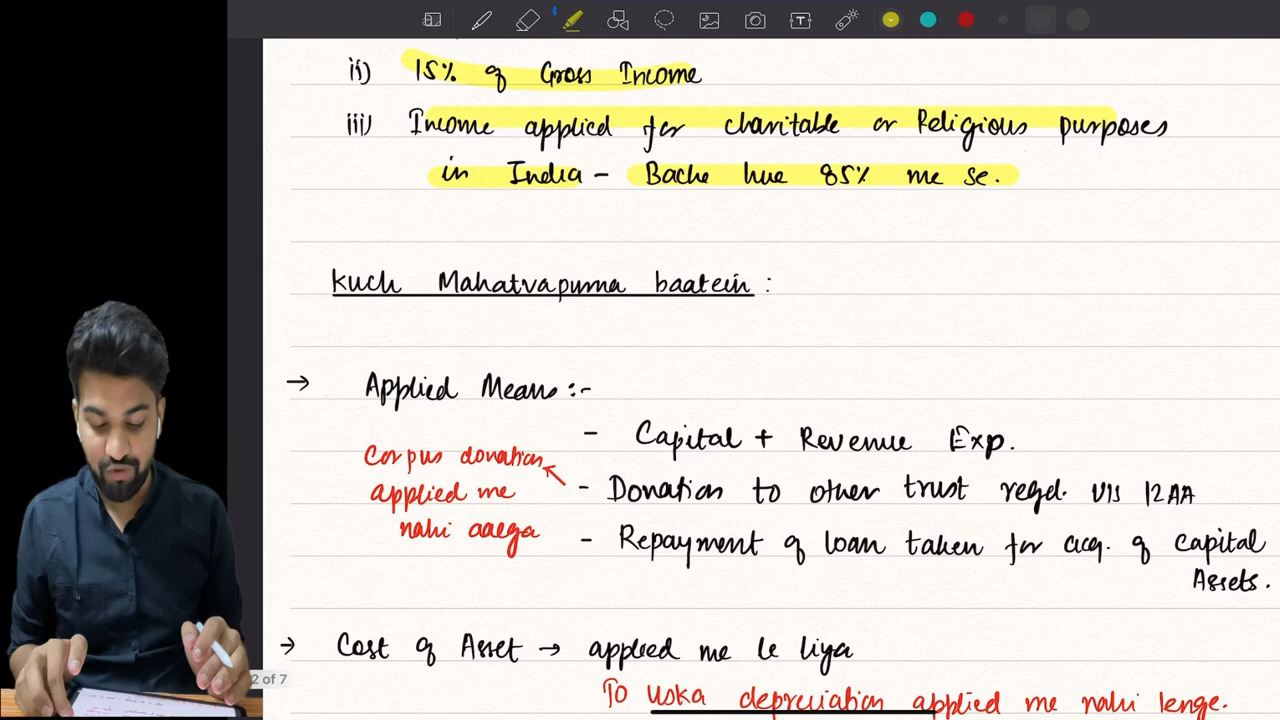 ii) 15% of Gross Income
iii) Income applied for charitable or Religious purposes
in India - Bache hue 85% me se.
Kuch Mahatvapurna baatein :
→ Applied Means :-
- Capital + Revenue Exp.
Corpus donation
applied me
nahi aaega
- Donation to other trust regd. U/s 12AA
- Repayment of loan taken for acq. of Capital
Assets.
→ Cost of Asset → applied me le liya
To Uska depreciation applied me nahi lenge.
2 of 7